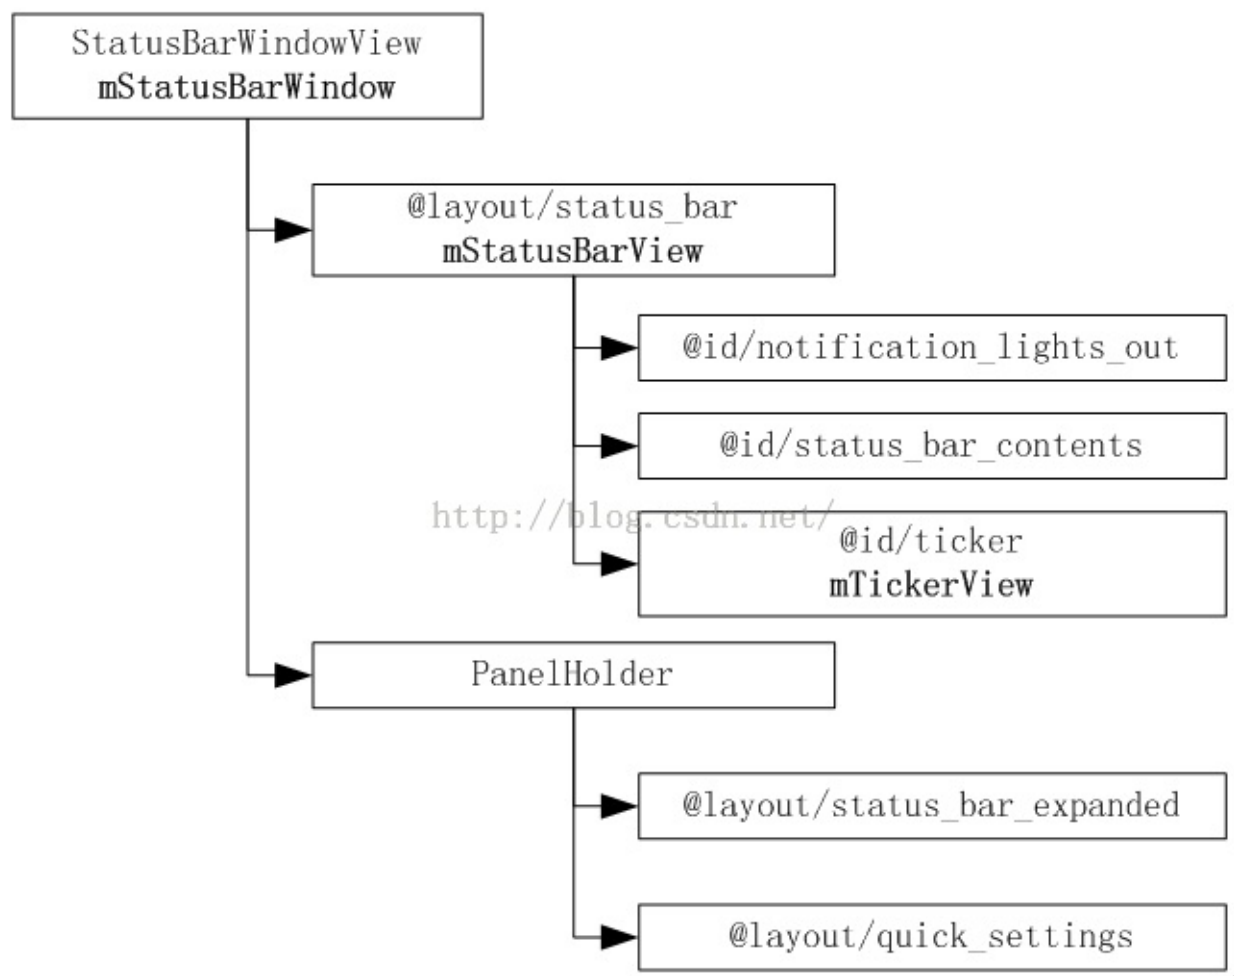 StatusBarWindowView
mStatusBarWindow
@layout/status_bar
mStatusBarView
@id/notification_lights_out
@id/status_bar_contents
http://blog.csdn.net/
@id/ticker
mTickerView
PanelHolder
@layout/status_bar_expanded
@layout/quick_settings